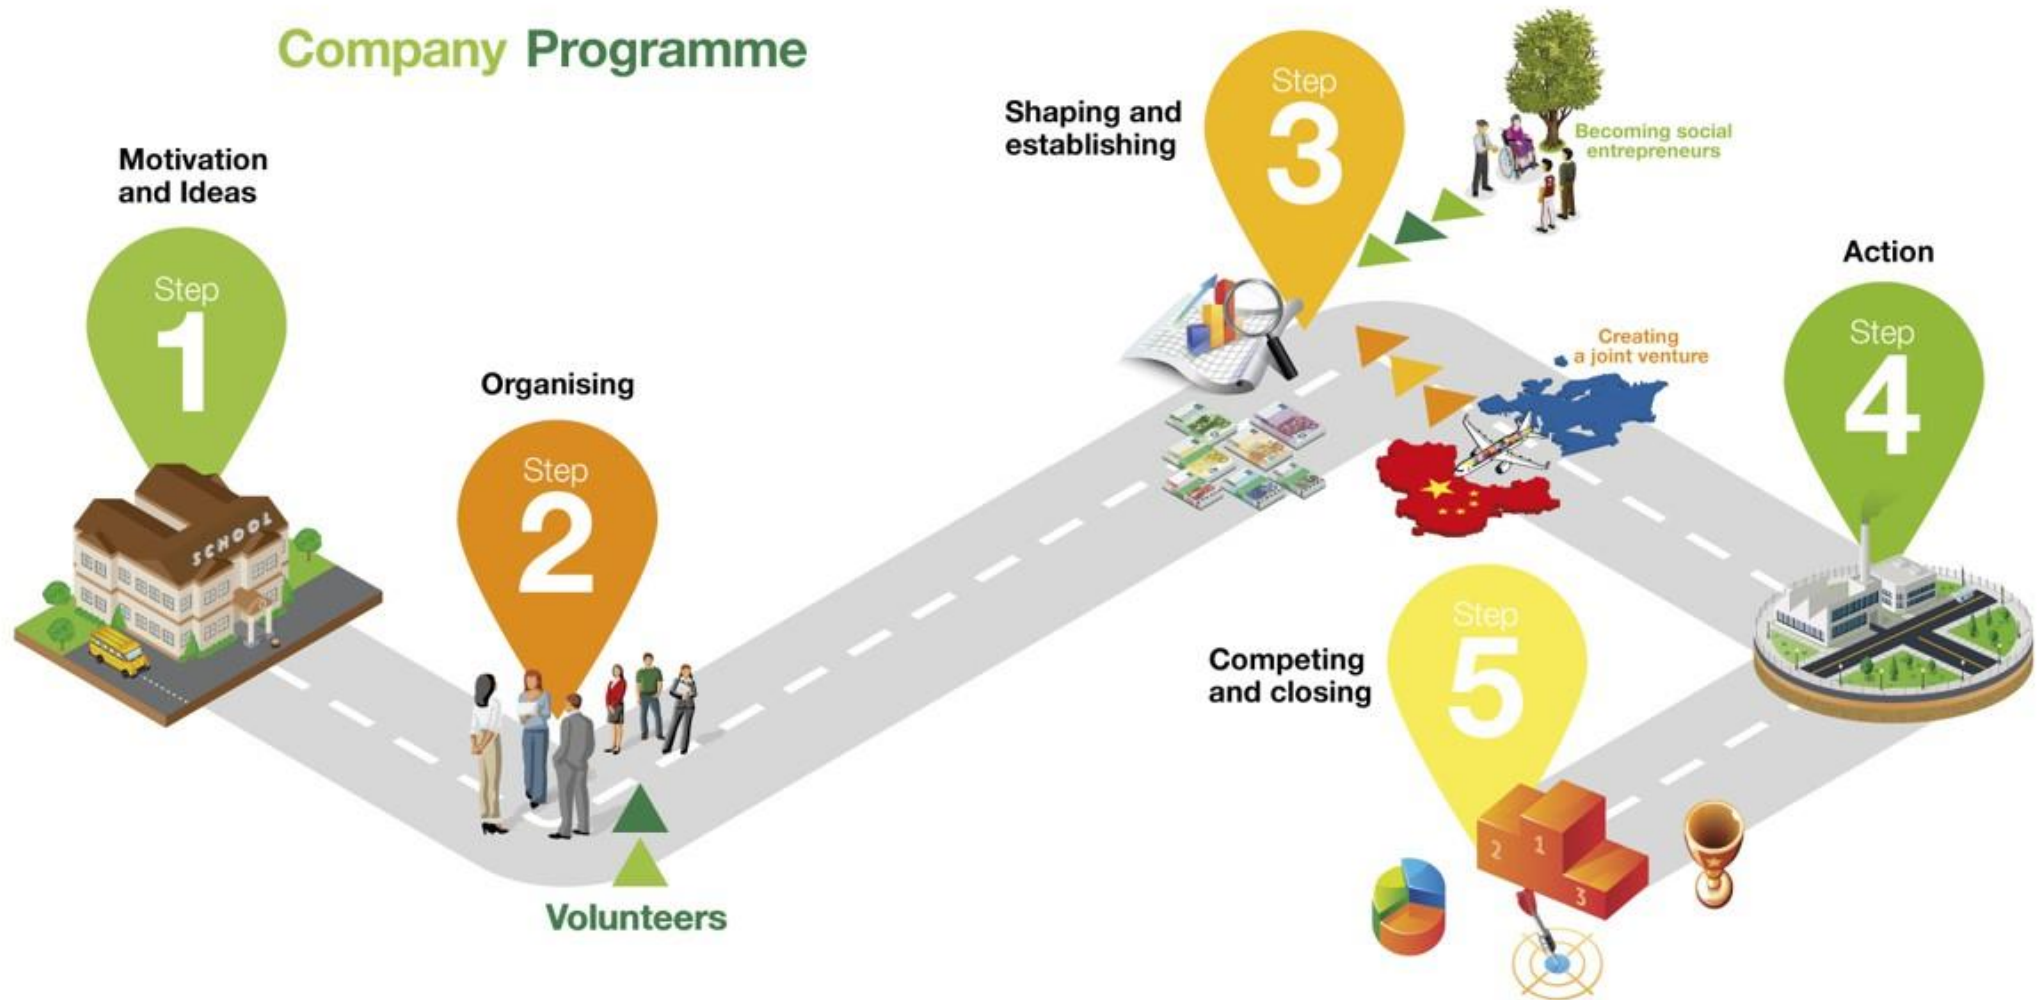 Company Programme
Motivation
and Ideas
Step
1
SCHOOL
Organising
Step
2
Volunteers
Shaping and
establishing
Step
3
Becoming social
entrepreneurs
Creating
a joint venture
Action
Step
4
Competing
and closing
Step
5
2
1
3